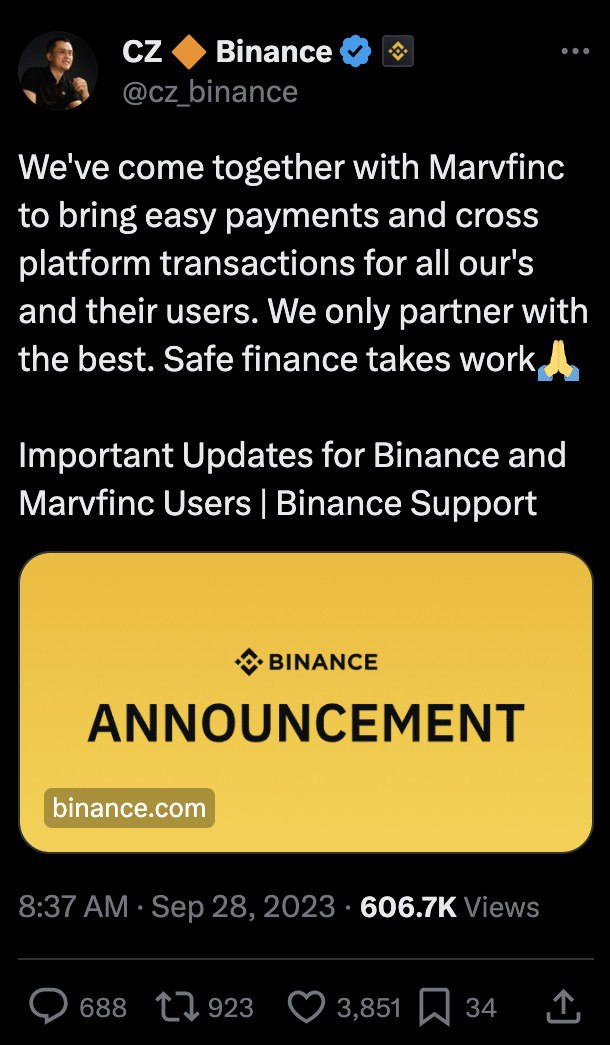 CZ 🔶 Binance
@cz_binance
We've come together with Marvfinc
to bring easy payments and cross
platform transactions for all our's
and their users. We only partner with
the best. Safe finance takes work🙏
Important Updates for Binance and
Marvfinc Users | Binance Support
BINANCE
ANNOUNCEMENT
binance.com
8:37 AM · Sep 28, 2023 · 606.7K Views
688 923 3,851 34